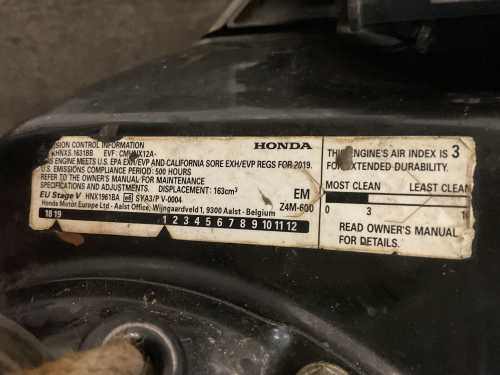 SION CONTROL INFORMATION
HNXS.1631BB EVF:
HONDA
S ENGINE MEETS U.S. EPA EXH/EVP AND CALIFORNIA SORE EXH/EVP REGS FOR 2019.
U.S. EMISSIONS COMPLIANCE PERIOD: 500 HOURS
REFER TO THE OWNER'S MANUAL FOR MAINTENANCE
SPECIFICATIONS AND ADJUSTMENTS. DISPLACEMENT: 163cm³
EU Stage V HNX1961BA SYA3/P V-0004
EM
Honda Motor Europe Ltd - Aalst Office, Wijngaardveld 1, 9300 Aalst - Belgium
Z4M-600
18 19
1 2 3 4 5 6 7 8 9 10 11 12
ENGINE'S AIR INDEX IS 3
FOR EXTENDED DURABILITY.
MOST CLEAN LEAST CLEAN
0 3
READ OWNER'S MANUAL
FOR DETAILS.